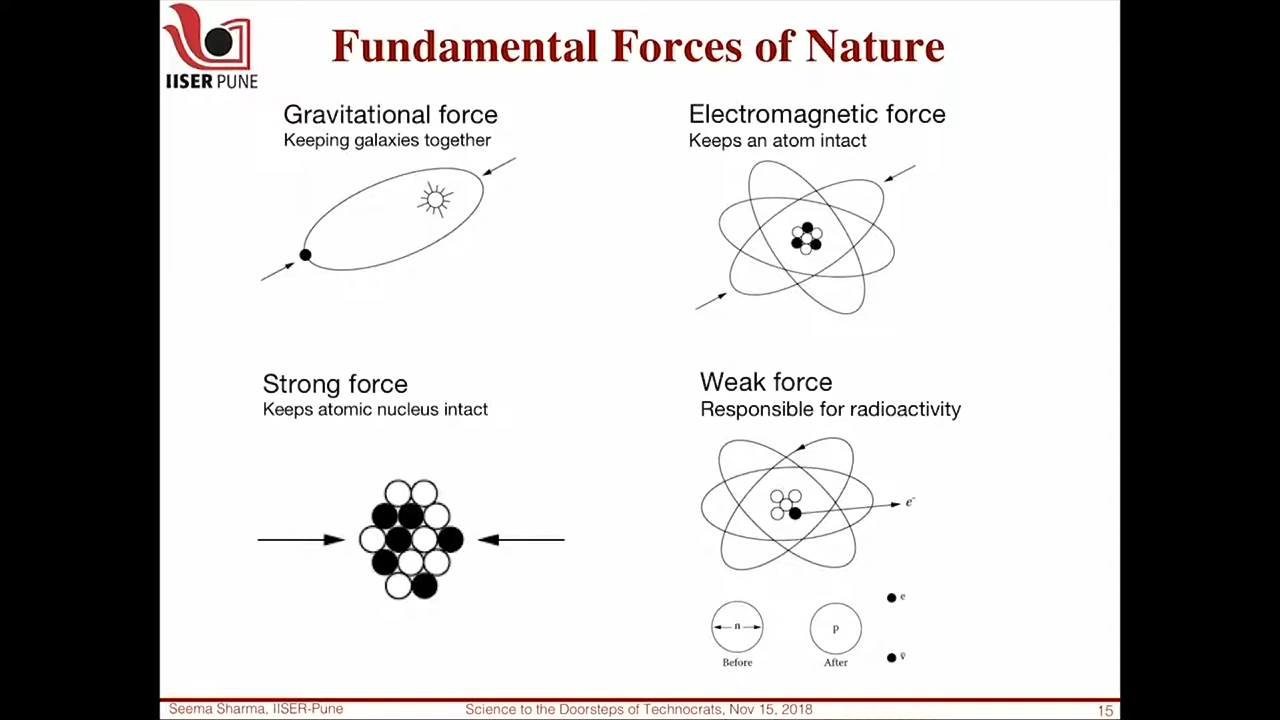 IISER PUNE
Fundamental Forces of Nature
Gravitational force
Keeping galaxies together
Electromagnetic force
Keeps an atom intact
Strong force
Keeps atomic nucleus intact
Weak force
Responsible for radioactivity
e⁻
n
Before
p
After
e
ν̄
Seema Sharma, IISER-Pune
Science to the Doorsteps of Technocrats, Nov 15, 2018
15